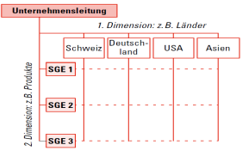 Unternehmensleitung
1. Dimension: z.B. Länder
Schweiz
Deutsch-
land
USA
Asien
2. Dimension: z.B. Produkte
SGE 1
SGE 2
SGE 3